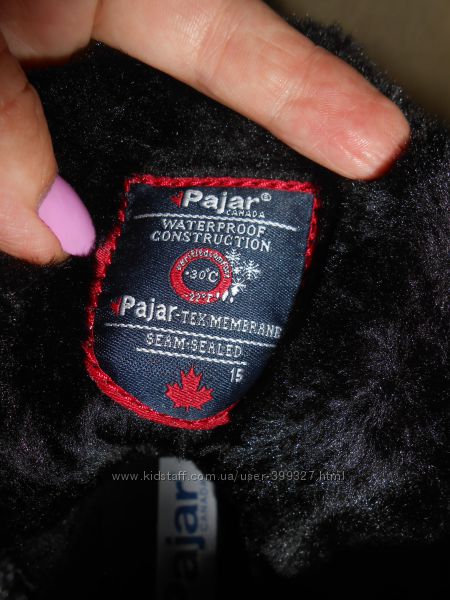 Pajar®
CANADA
WATERPROOF
CONSTRUCTION
-30°C
-22°F
Pajar-TEX MEMBRANE
SEAM-SEALED
15
www.kidstaff.com.ua/user-399327.html
Pajar
CANADA